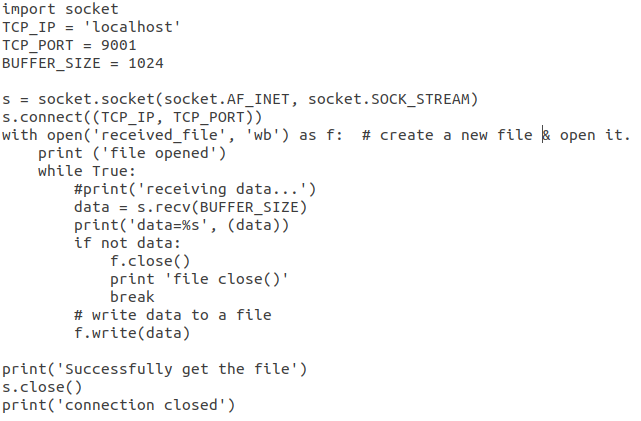 import socket
TCP_IP = 'localhost'
TCP_PORT = 9001
BUFFER_SIZE = 1024

s = socket.socket(socket.AF_INET, socket.SOCK_STREAM)
s.connect((TCP_IP, TCP_PORT))
with open('received_file', 'wb') as f:  # create a new file & open it.
    print ('file opened')
    while True:
        #print('receiving data...')
        data = s.recv(BUFFER_SIZE)
        print('data=%s', (data))
        if not data:
            f.close()
            print 'file close()'
            break
        # write data to a file
        f.write(data)

print('Successfully get the file')
s.close()
print('connection closed')